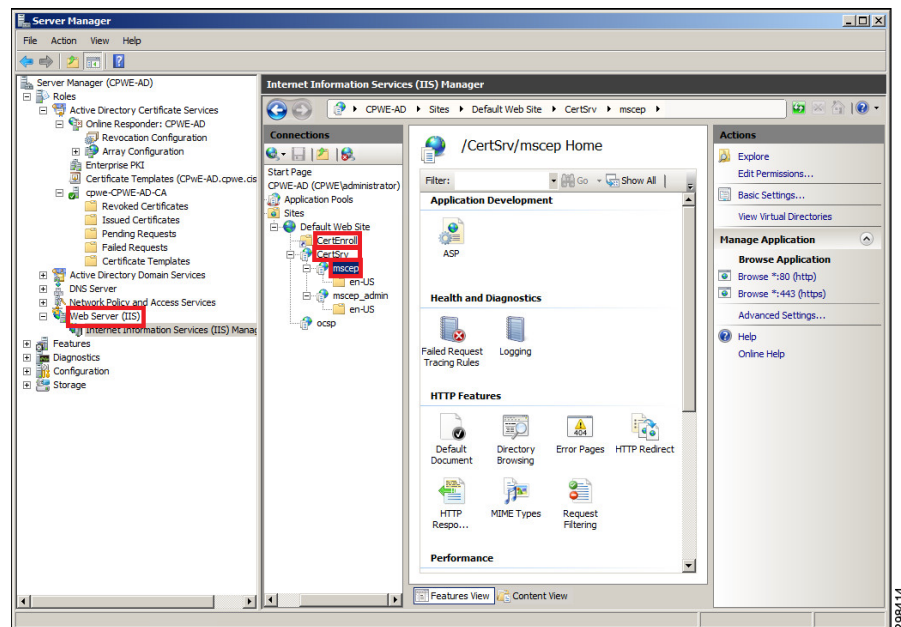 Server Manager
File Action View Help
Server Manager (CPWE-AD)
Roles
Active Directory Certificate Services
Online Responder: CPWE-AD
Revocation Configuration
Array Configuration
Enterprise PKI
Certificate Templates (CPwE-AD.cpwe.cis
cpwe-CPWE-AD-CA
Revoked Certificates
Issued Certificates
Pending Requests
Failed Requests
Certificate Templates
Active Directory Domain Services
DNS Server
Network Policy and Access Services
Web Server (IIS)
Internet Information Services (IIS) Manag
Features
Diagnostics
Configuration
Storage
Internet Information Services (IIS) Manager
CPWE-AD Sites Default Web Site CertSrv mscep
Connections
Start Page
CPWE-AD (CPWE\administrator)
Application Pools
Sites
Default Web Site
CertEnroll
CertSrv
mscep
en-US
mscep_admin
en-US
ocsp
/CertSrv/mscep Home
Filter: Go Show All
Application Development
ASP
Health and Diagnostics
Failed Request Tracing Rules
Logging
HTTP Features
Default Document
Directory Browsing
Error Pages
404
HTTP Redirect
HTTP Respo...
MIME Types
Request Filtering
Performance
Features View Content View
Actions
Explore
Edit Permissions...
Basic Settings...
View Virtual Directories
Manage Application
Browse Application
Browse *:80 (http)
Browse *:443 (https)
Advanced Settings...
Help
Online Help
298414